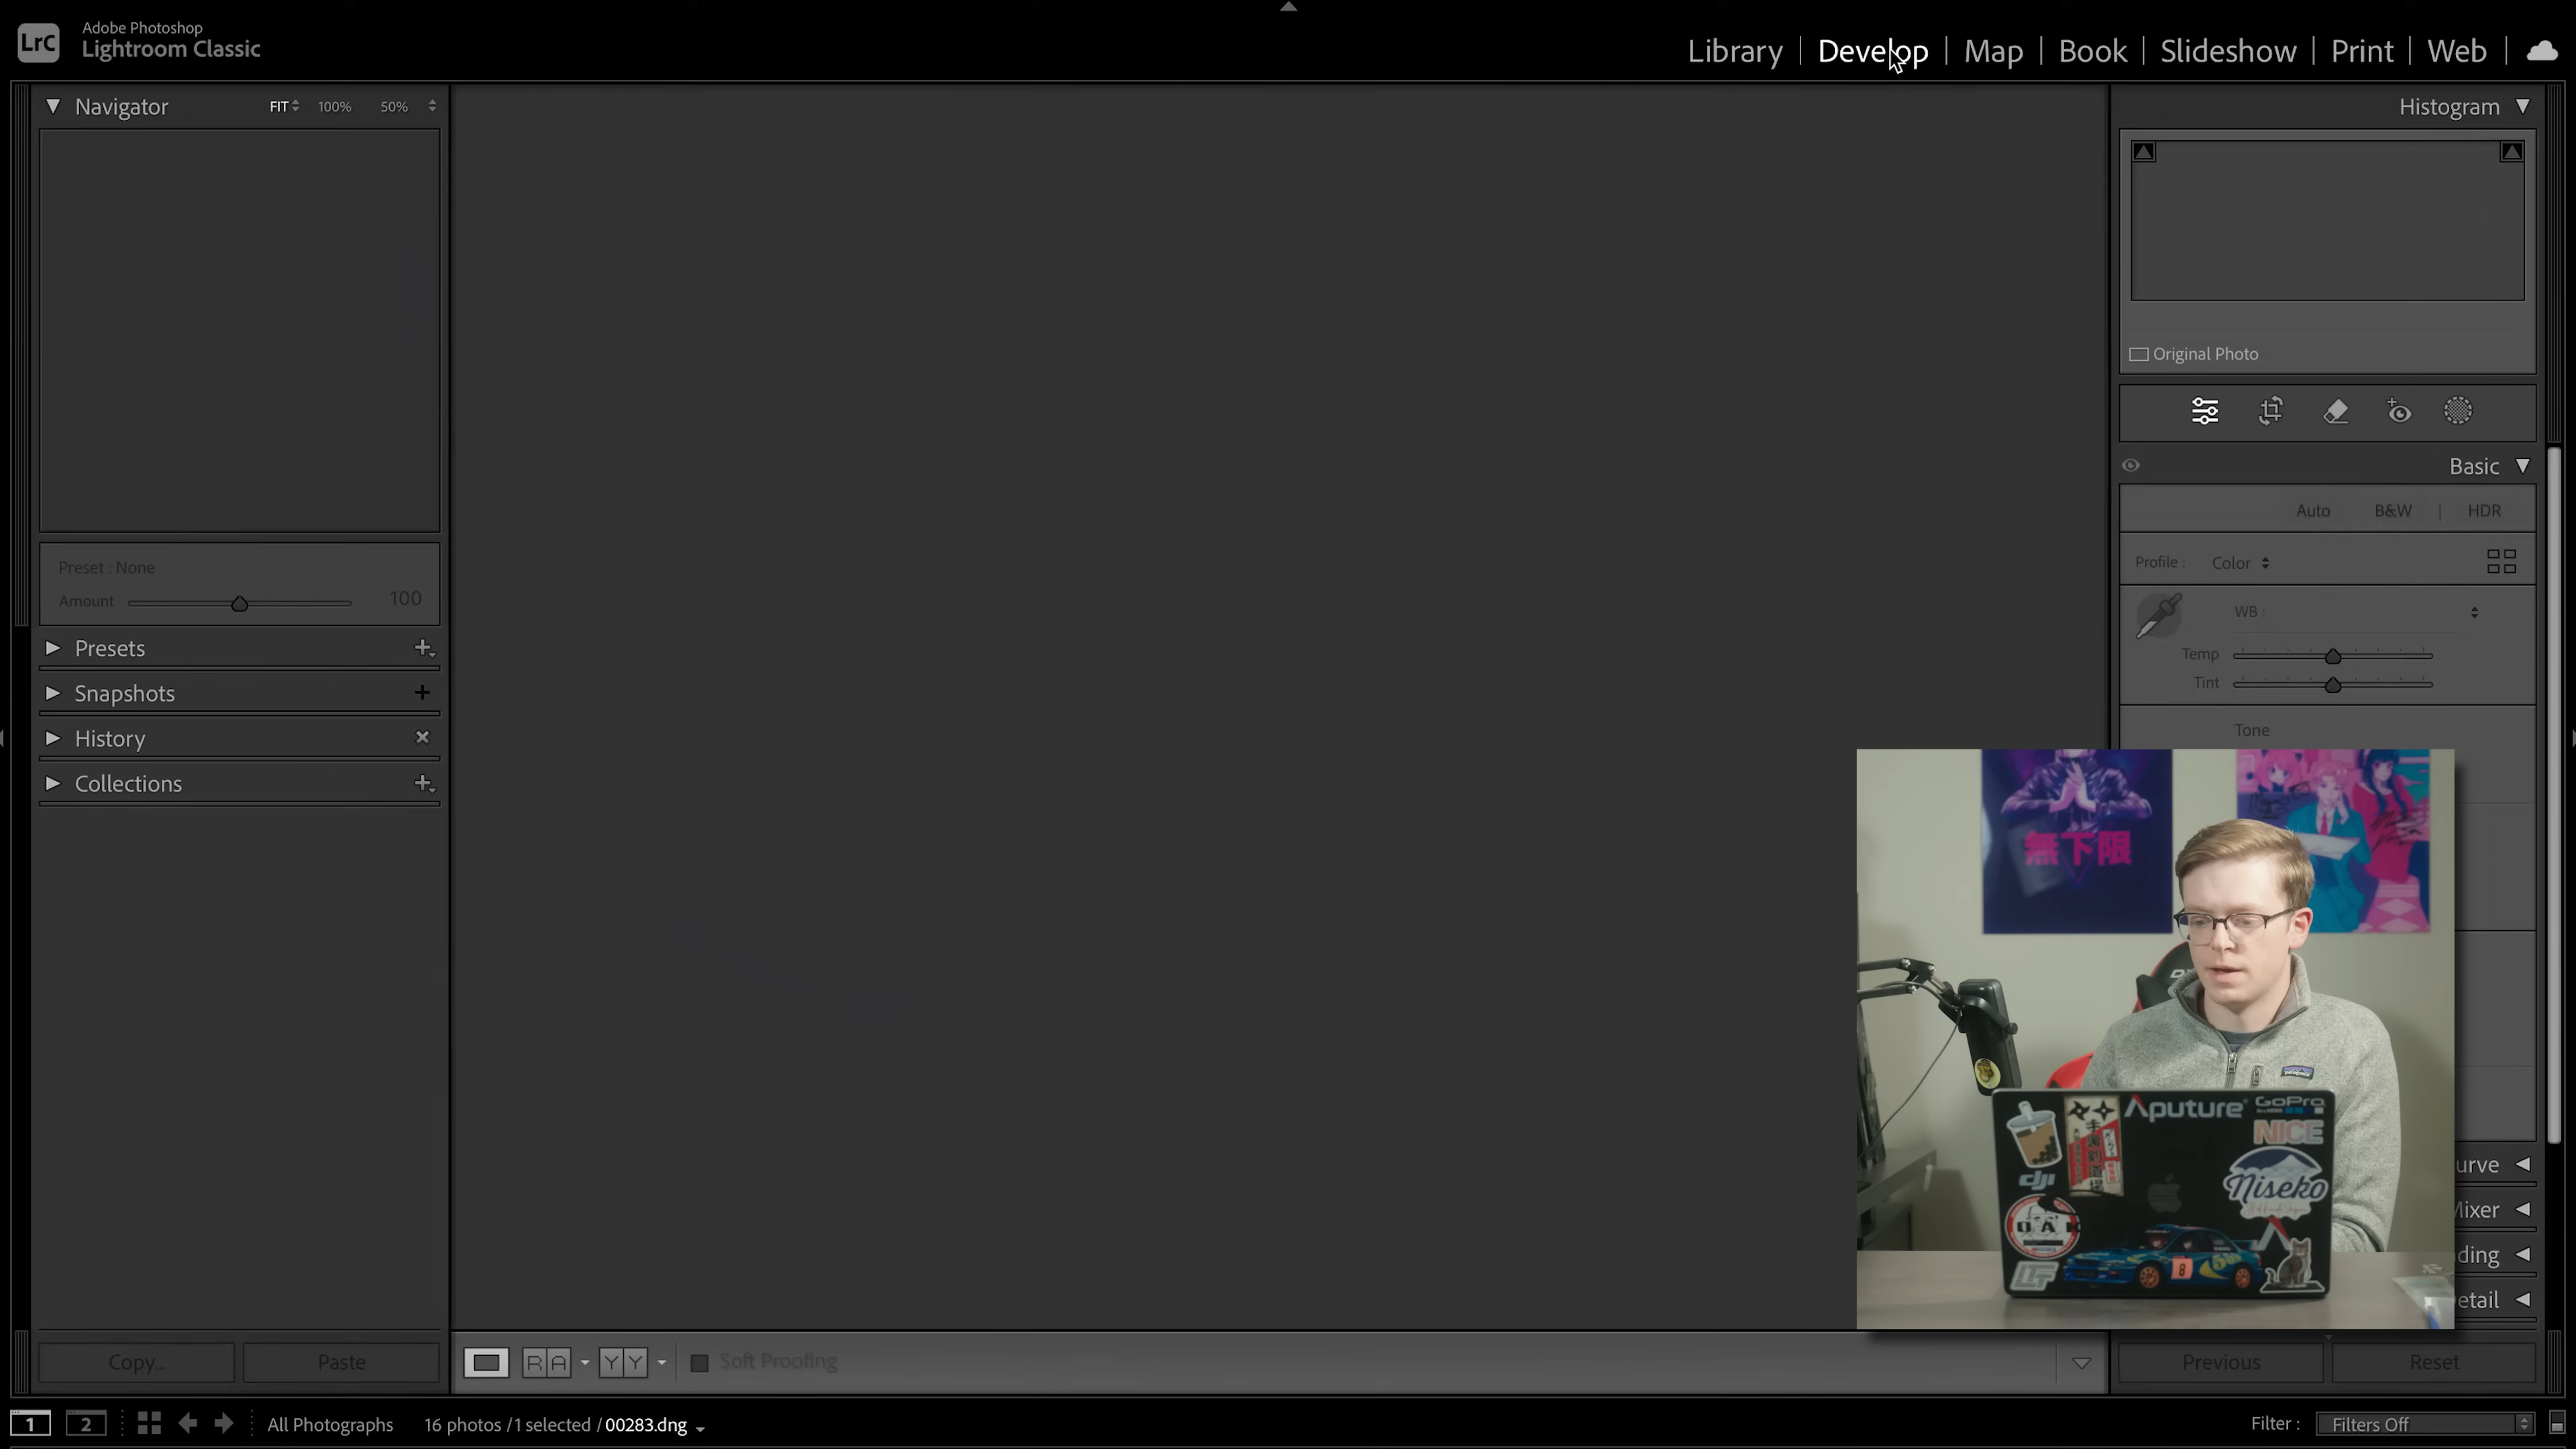 LrC
Adobe Photoshop
Lightroom Classic
Library | Develop | Map | Book | Slideshow | Print | Web
Navigator
FIT
100%
50%
Histogram
Original Photo
Basic
Auto
B&W
HDR
Profile :
Color
WB :
Temp
Tint
Tone
Preset : None
Amount
100
Presets
Snapshots
History
Collections
無下限
patagonia
Aputure
GoPro
NICE
dji
Niseko
8
urve
Mixer
ding
etail
Copy...
Paste
R A
Y Y
Soft Proofing
Previous
Reset
1
2
All Photographs
16 photos / 1 selected / 00283.dng
Filter :
Filters Off